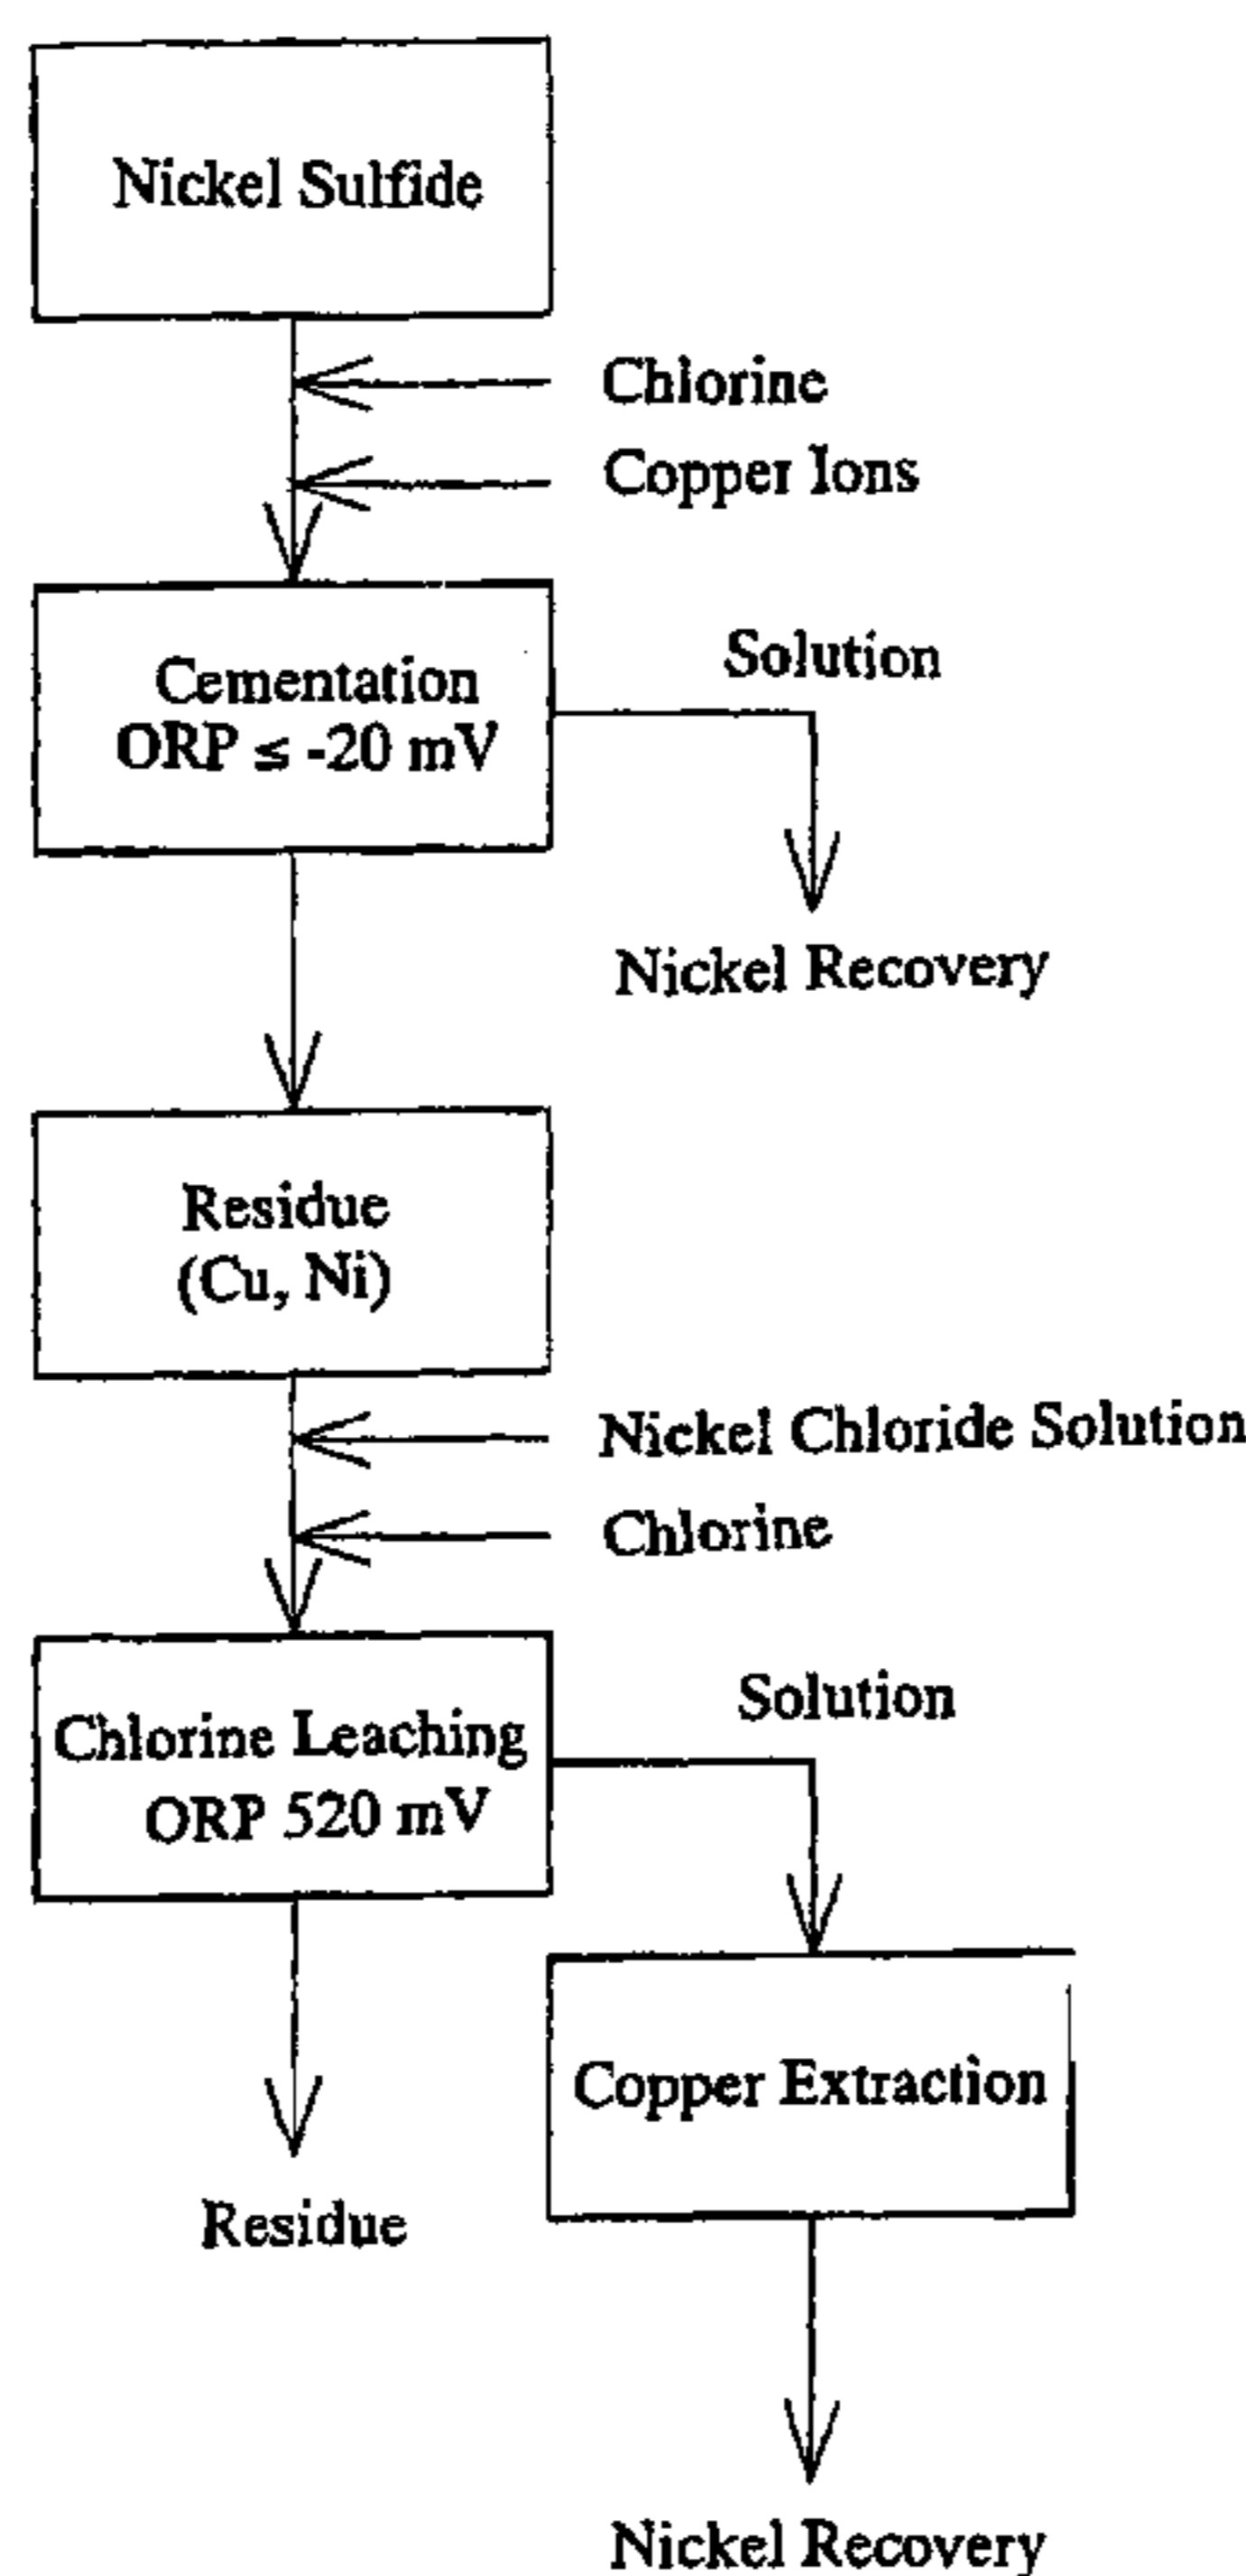 Nickel Sulfide
Chlorine
Copper Ions
Cementation
ORP ≤ -20 mV
Solution
Nickel Recovery
Residue
(Cu, Ni)
Nickel Chloride Solution
Chlorine
Chlorine Leaching
ORP 520 mV
Solution
Copper Extraction
Residue
Nickel Recovery